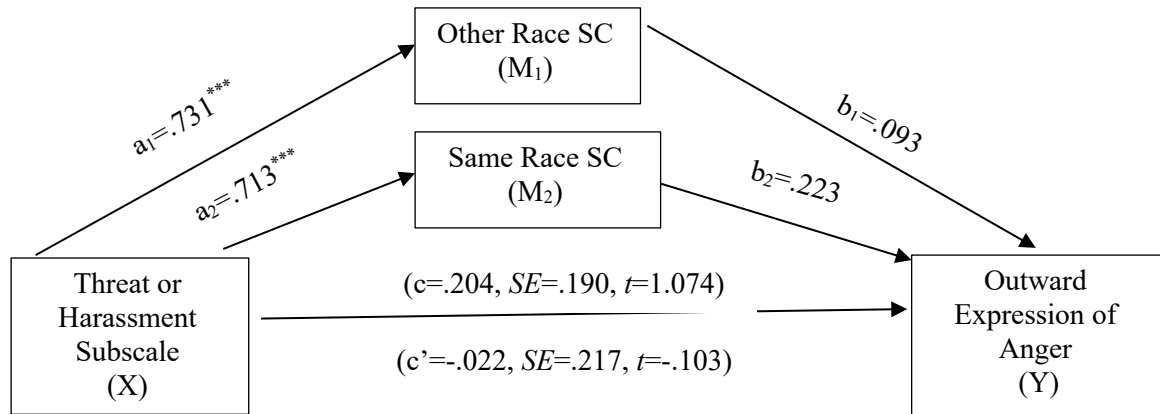 Other Race SC
(M₁)
a₁=.731***
b₁=.093
Same Race SC
(M₂)
a₂=.713***
b₂=.223
Threat or
Harassment
Subscale
(X)
(c=.204, SE=.190, t=1.074)
(c’=-.022, SE=.217, t=-.103)
Outward
Expression of
Anger
(Y)